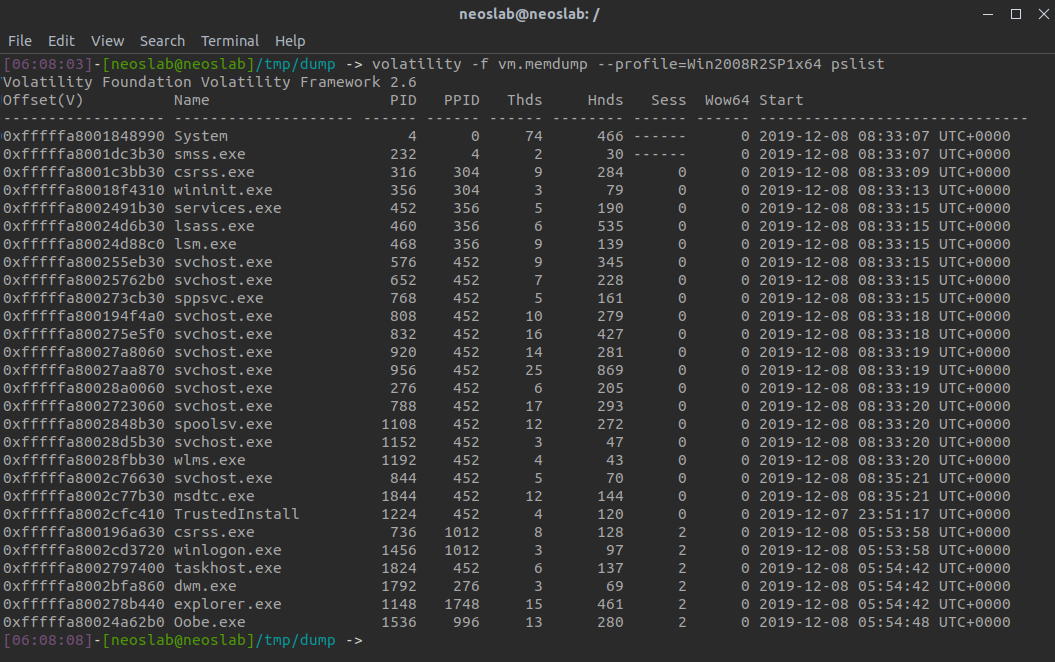 neoslab@neoslab: /
File Edit View Search Terminal Help
[06:08:03]-[neoslab@neoslab]/tmp/dump -> volatility -f vm.memdump --profile=Win2008R2SP1x64 pslist
Volatility Foundation Volatility Framework 2.6
Offset(V) Name PID PPID Thds Hnds Sess Wow64 Start
------------------ -------------------- ------ ------ ------ -------- ------ ------ ------------------------------
0xfffffa8001848990 System 4 0 74 466 ------ 0 2019-12-08 08:33:07 UTC+0000
0xfffffa8001dc3b30 smss.exe 232 4 2 30 ------ 0 2019-12-08 08:33:07 UTC+0000
0xfffffa8001c3bb30 csrss.exe 316 304 9 284 0 0 2019-12-08 08:33:09 UTC+0000
0xfffffa80018f4310 wininit.exe 356 304 3 79 0 0 2019-12-08 08:33:13 UTC+0000
0xfffffa8002491b30 services.exe 452 356 5 190 0 0 2019-12-08 08:33:15 UTC+0000
0xfffffa80024d6b30 lsass.exe 460 356 6 535 0 0 2019-12-08 08:33:15 UTC+0000
0xfffffa80024d88c0 lsm.exe 468 356 9 139 0 0 2019-12-08 08:33:15 UTC+0000
0xfffffa800255eb30 svchost.exe 576 452 9 345 0 0 2019-12-08 08:33:15 UTC+0000
0xfffffa80025762b0 svchost.exe 652 452 7 228 0 0 2019-12-08 08:33:15 UTC+0000
0xfffffa800273cb30 sppsvc.exe 768 452 5 161 0 0 2019-12-08 08:33:15 UTC+0000
0xfffffa800194f4a0 svchost.exe 808 452 10 279 0 0 2019-12-08 08:33:18 UTC+0000
0xfffffa800275e5f0 svchost.exe 832 452 16 427 0 0 2019-12-08 08:33:18 UTC+0000
0xfffffa80027a8060 svchost.exe 920 452 14 281 0 0 2019-12-08 08:33:19 UTC+0000
0xfffffa80027aa870 svchost.exe 956 452 25 869 0 0 2019-12-08 08:33:19 UTC+0000
0xfffffa80028a0060 svchost.exe 276 452 6 205 0 0 2019-12-08 08:33:19 UTC+0000
0xfffffa8002723060 svchost.exe 788 452 17 293 0 0 2019-12-08 08:33:20 UTC+0000
0xfffffa8002848b30 spoolsv.exe 1108 452 12 272 0 0 2019-12-08 08:33:20 UTC+0000
0xfffffa80028d5b30 svchost.exe 1152 452 3 47 0 0 2019-12-08 08:33:20 UTC+0000
0xfffffa80028fbb30 wlms.exe 1192 452 4 43 0 0 2019-12-08 08:33:20 UTC+0000
0xfffffa8002c76630 svchost.exe 844 452 5 70 0 0 2019-12-08 08:35:21 UTC+0000
0xfffffa8002c77b30 msdtc.exe 1844 452 12 144 0 0 2019-12-08 08:35:21 UTC+0000
0xfffffa8002cfc410 TrustedInstall 1224 452 4 120 0 0 2019-12-07 23:51:17 UTC+0000
0xfffffa800196a630 csrss.exe 736 1012 8 128 2 0 2019-12-08 05:53:58 UTC+0000
0xfffffa8002cd3720 winlogon.exe 1456 1012 3 97 2 0 2019-12-08 05:53:58 UTC+0000
0xfffffa8002797400 taskhost.exe 1824 452 6 137 2 0 2019-12-08 05:54:42 UTC+0000
0xfffffa8002bfa860 dwm.exe 1792 276 3 69 2 0 2019-12-08 05:54:42 UTC+0000
0xfffffa800278b440 explorer.exe 1148 1748 15 461 2 0 2019-12-08 05:54:42 UTC+0000
0xfffffa80024a62b0 Oobe.exe 1536 996 13 280 2 0 2019-12-08 05:54:48 UTC+0000
[06:08:08]-[neoslab@neoslab]/tmp/dump ->